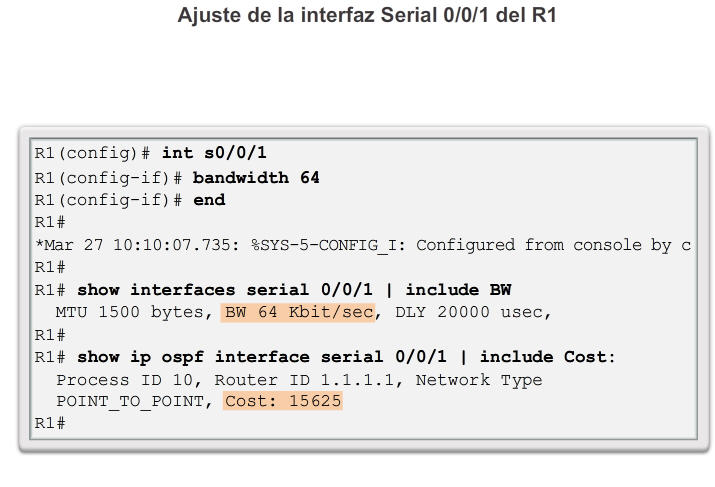 Ajuste de la interfaz Serial 0/0/1 del R1
R1(config)# int s0/0/1
R1(config-if)# bandwidth 64
R1(config-if)# end
R1#
*Mar 27 10:10:07.735: %SYS-5-CONFIG_I: Configured from console by c
R1#
R1# show interfaces serial 0/0/1 | include BW
  MTU 1500 bytes, BW 64 Kbit/sec, DLY 20000 usec,
R1#
R1# show ip ospf interface serial 0/0/1 | include Cost:
  Process ID 10, Router ID 1.1.1.1, Network Type
  POINT_TO_POINT, Cost: 15625
R1#